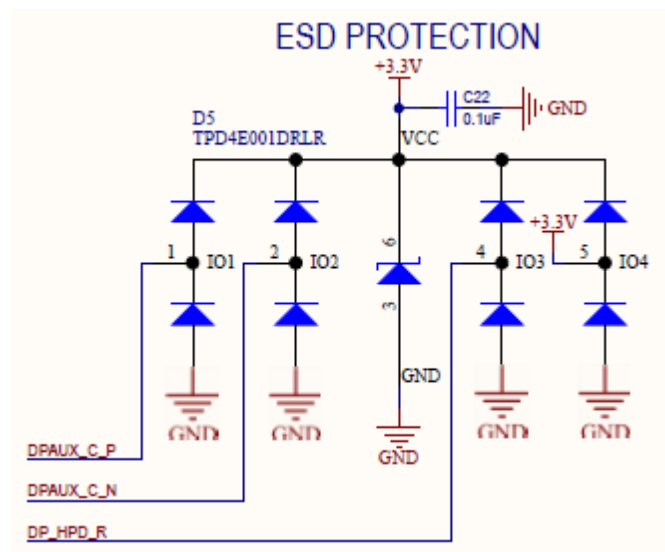 ESD PROTECTION
+3.3V
C22
0.1uF
GND
D5
TPD4E001DRLR
VCC
+3.3V
1
IO1
2
IO2
6
3
4
IO3
5
IO4
GND
GND
GND
GND
GND
GND
DPAUX_C_P
DPAUX_C_N
DP_HPD_R